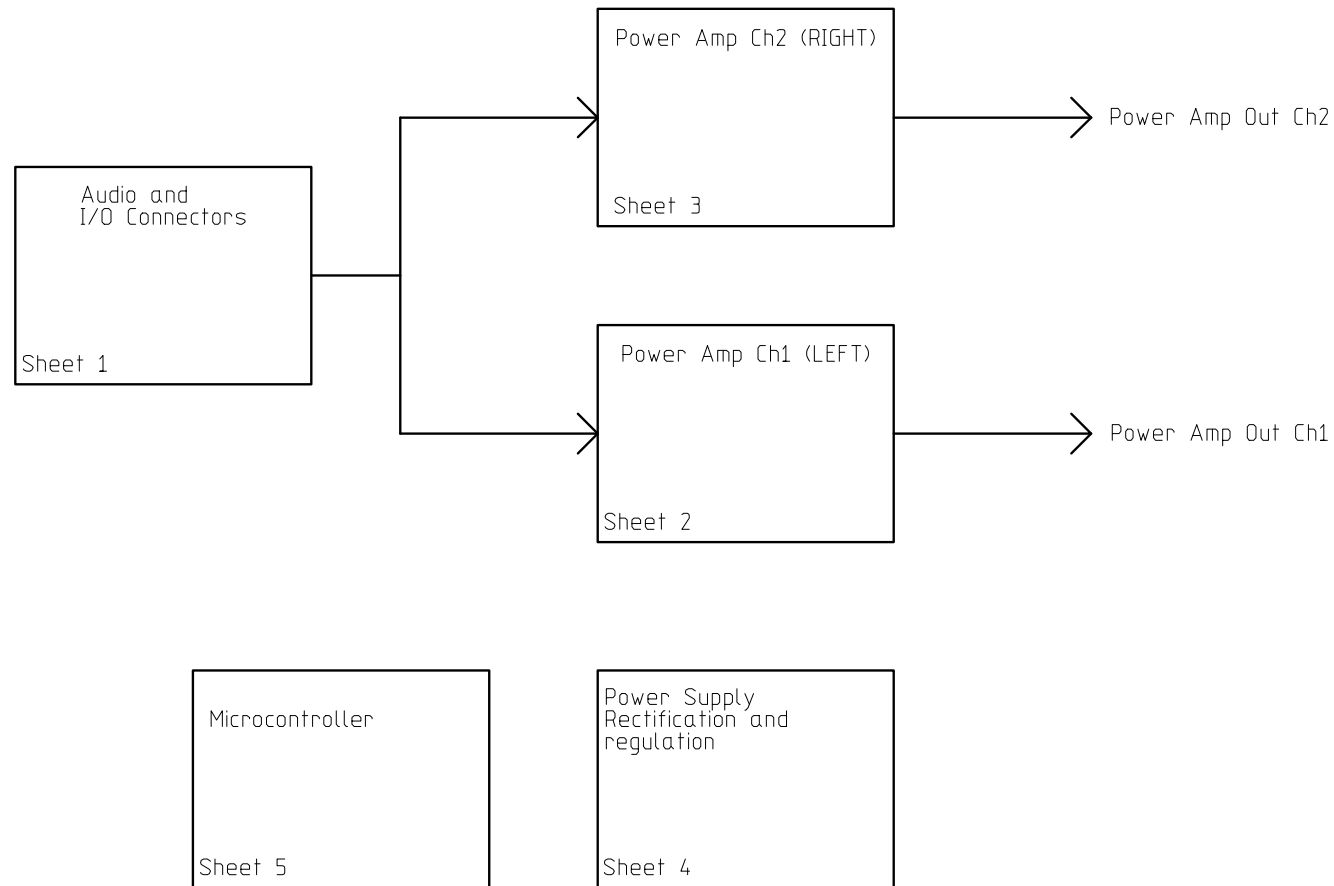 Power Amp Ch2 (RIGHT)
Power Amp Out Ch2
Sheet 3
Audio and
I/O Connectors
Sheet 1
Power Amp Ch1 (LEFT)
Power Amp Out Ch1
Sheet 2
Microcontroller
Sheet 5
Power Supply
Rectification and
regulation
Sheet 4